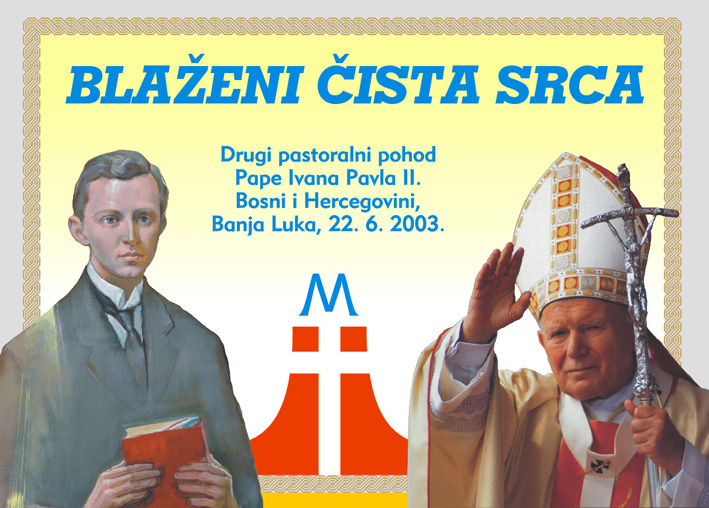 BLAŽENI ČISTA SRCA
Drugi pastoralni pohod
Pape Ivana Pavla II.
Bosni i Hercegovini,
Banja Luka, 22. 6. 2003.
M